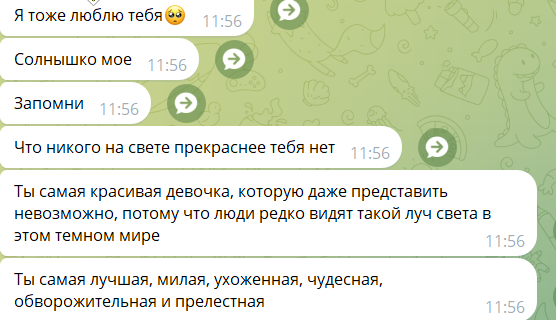 Я тоже люблю тебя🥺 11:56
Солнышко мое 11:56
Запомни 11:56
Что никого на свете прекраснее тебя нет 11:56
Ты самая красивая девочка, которую даже представить
невозможно, потому что люди редко видят такой луч света в
этом темном мире 11:56
Ты самая лучшая, милая, ухоженная, чудесная,
обворожительная и прелестная 11:56